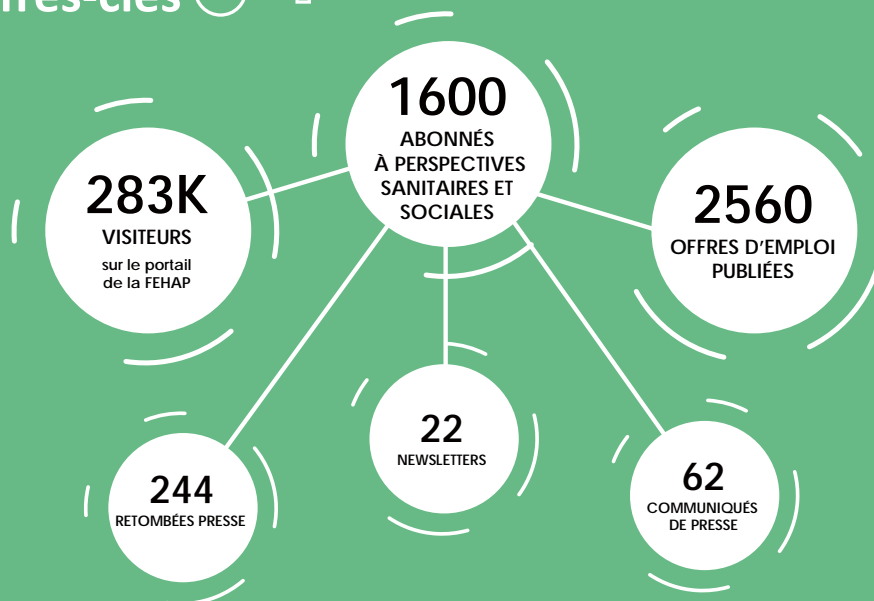 1600
ABONNÉS
À PERSPECTIVES
SANITAIRES ET
SOCIALES
283K
VISITEURS
sur le portail
de la FEHAP
2560
OFFRES D’EMPLOI
PUBLIÉES
22
NEWSLETTERS
244
RETOMBÉES PRESSE
62
COMMUNIQUÉS
DE PRESSE